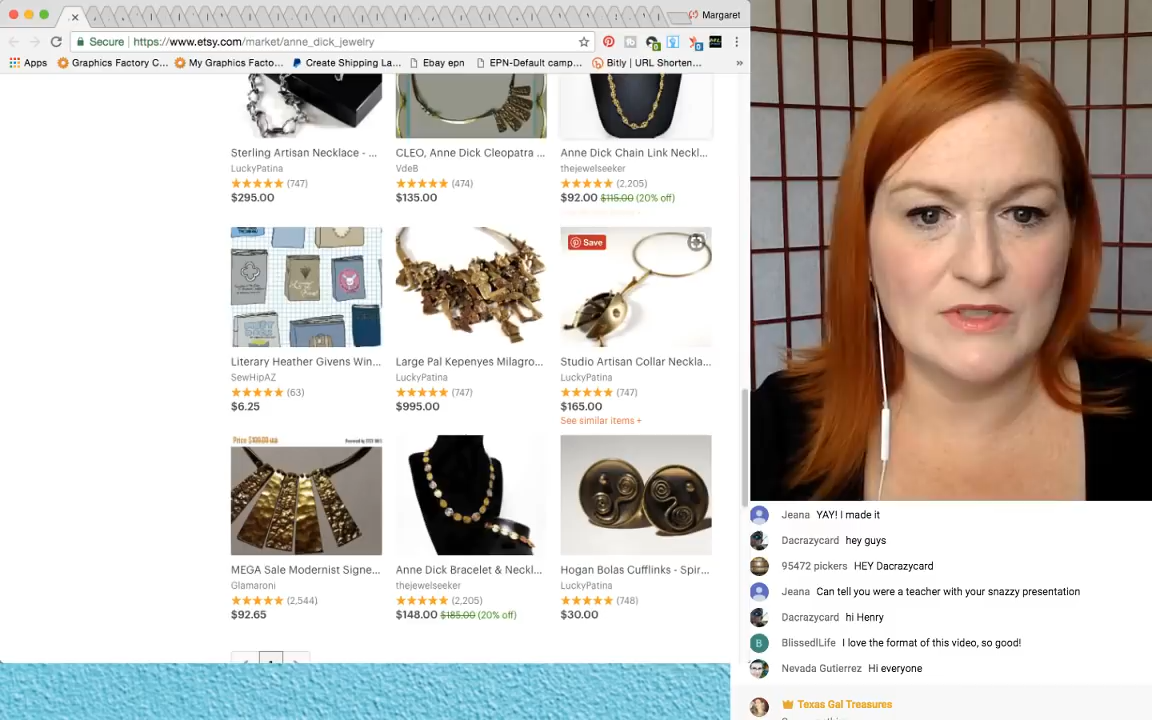 Margaret
Secure https://www.etsy.com/market/anne_dick_jewelry
Apps Graphics Factory C... My Graphics Facto... Create Shipping La... Ebay epn EPN-Default camp... Bitly | URL Shorten... »
Sterling Artisan Necklace - ... CLEO, Anne Dick Cleopatra ... Anne Dick Chain Link Neckl...
LuckyPatina VdeB thejewelseeker
(747) (474) (2,205)
$295.00 $135.00 $92.00 $115.00 (20% off)
Save
Literary Heather Givens Win... Large Pal Kepenyes Milagro... Studio Artisan Collar Neckla...
SewHipAZ LuckyPatina LuckyPatina
(63) (747) (747)
$6.25 $995.00 $165.00
See similar items +
MEGA Sale Modernist Signe... Anne Dick Bracelet & Neckl... Hogan Bolas Cufflinks - Spir...
Glamaroni thejewelseeker LuckyPatina
(2,544) (2,205) (748)
$92.65 $148.00 $185.00 (20% off) $30.00
Jeana YAY! I made it
Dacrazycard hey guys
95472 pickers HEY Dacrazycard
Jeana Can tell you were a teacher with your snazzy presentation
Dacrazycard hi Henry
B BlissedLife I love the format of this video, so good!
Nevada Gutierrez Hi everyone
Texas Gal Treasures